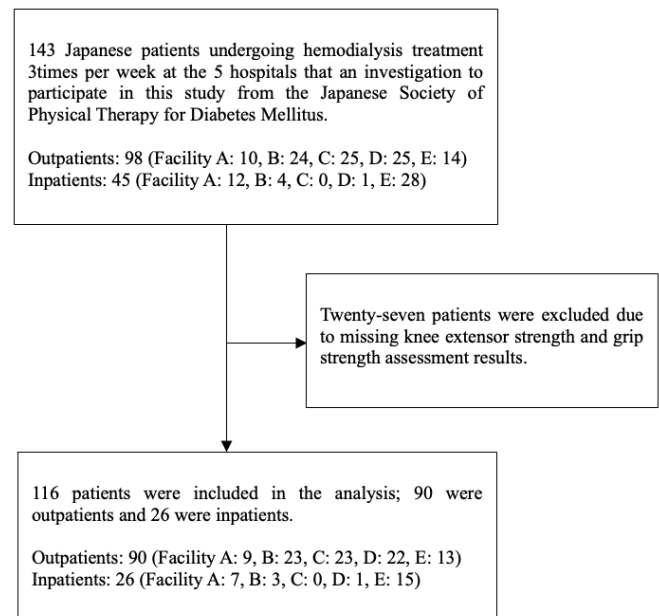 143 Japanese patients undergoing hemodialysis treatment
3times per week at the 5 hospitals that an investigation to
participate in this study from the Japanese Society of
Physical Therapy for Diabetes Mellitus.
Outpatients: 98 (Facility A: 10, B: 24, C: 25, D: 25, E: 14)
Inpatients: 45 (Facility A: 12, B: 4, C: 0, D: 1, E: 28)
Twenty-seven patients were excluded due
to missing knee extensor strength and grip
strength assessment results.
116 patients were included in the analysis; 90 were
outpatients and 26 were inpatients.
Outpatients: 90 (Facility A: 9, B: 23, C: 23, D: 22, E: 13)
Inpatients: 26 (Facility A: 7, B: 3, C: 0, D: 1, E: 15)